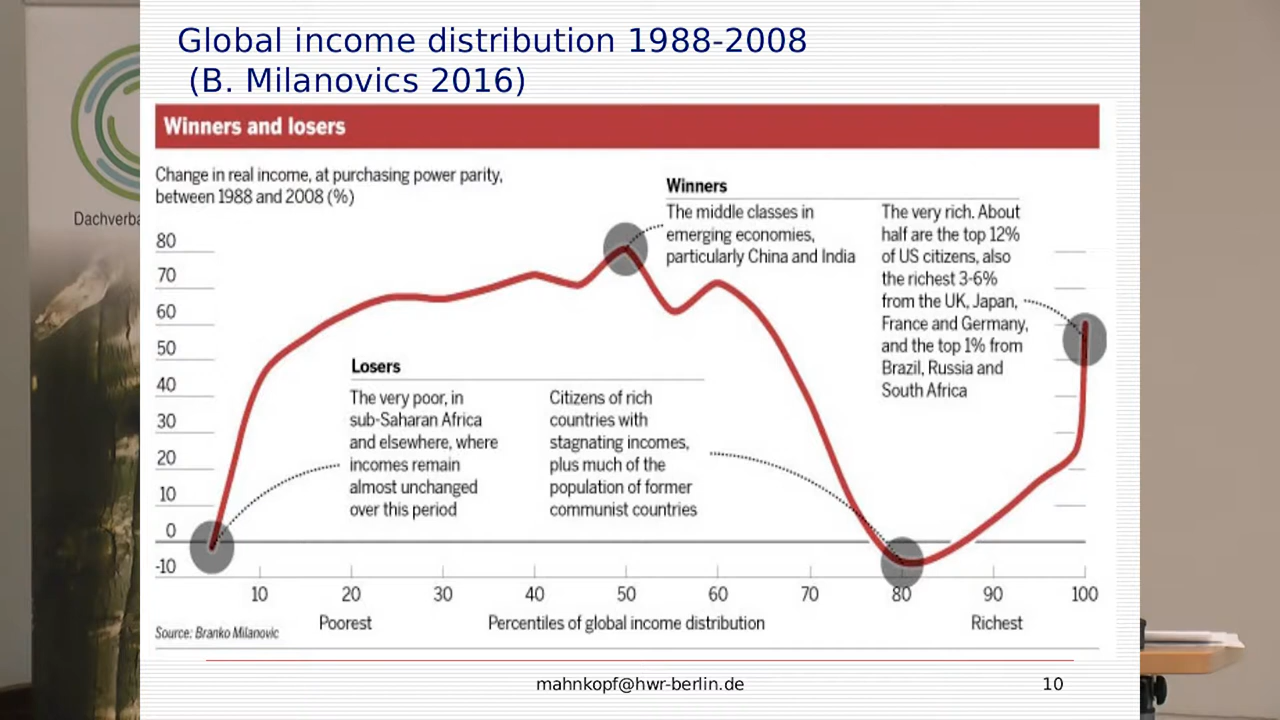 Global income distribution 1988-2008
(B. Milanovics 2016)
Winners and losers
Change in real income, at purchasing power parity,
between 1988 and 2008 (%)
Winners
The middle classes in
emerging economies,
particularly China and India
The very rich. About
half are the top 12%
of US citizens, also
the richest 3-6%
from the UK, Japan,
France and Germany,
and the top 1% from
Brazil, Russia and
South Africa
Losers
The very poor, in
sub-Saharan Africa
and elsewhere, where
incomes remain
almost unchanged
over this period
Citizens of rich
countries with
stagnating incomes,
plus much of the
population of former
communist countries
80
70
60
50
40
30
20
10
0
-10
10 20 30 40 50 60 70 80 90 100
Poorest Percentiles of global income distribution Richest
Source: Branko Milanovic
mahnkopf@hwr-berlin.de 10